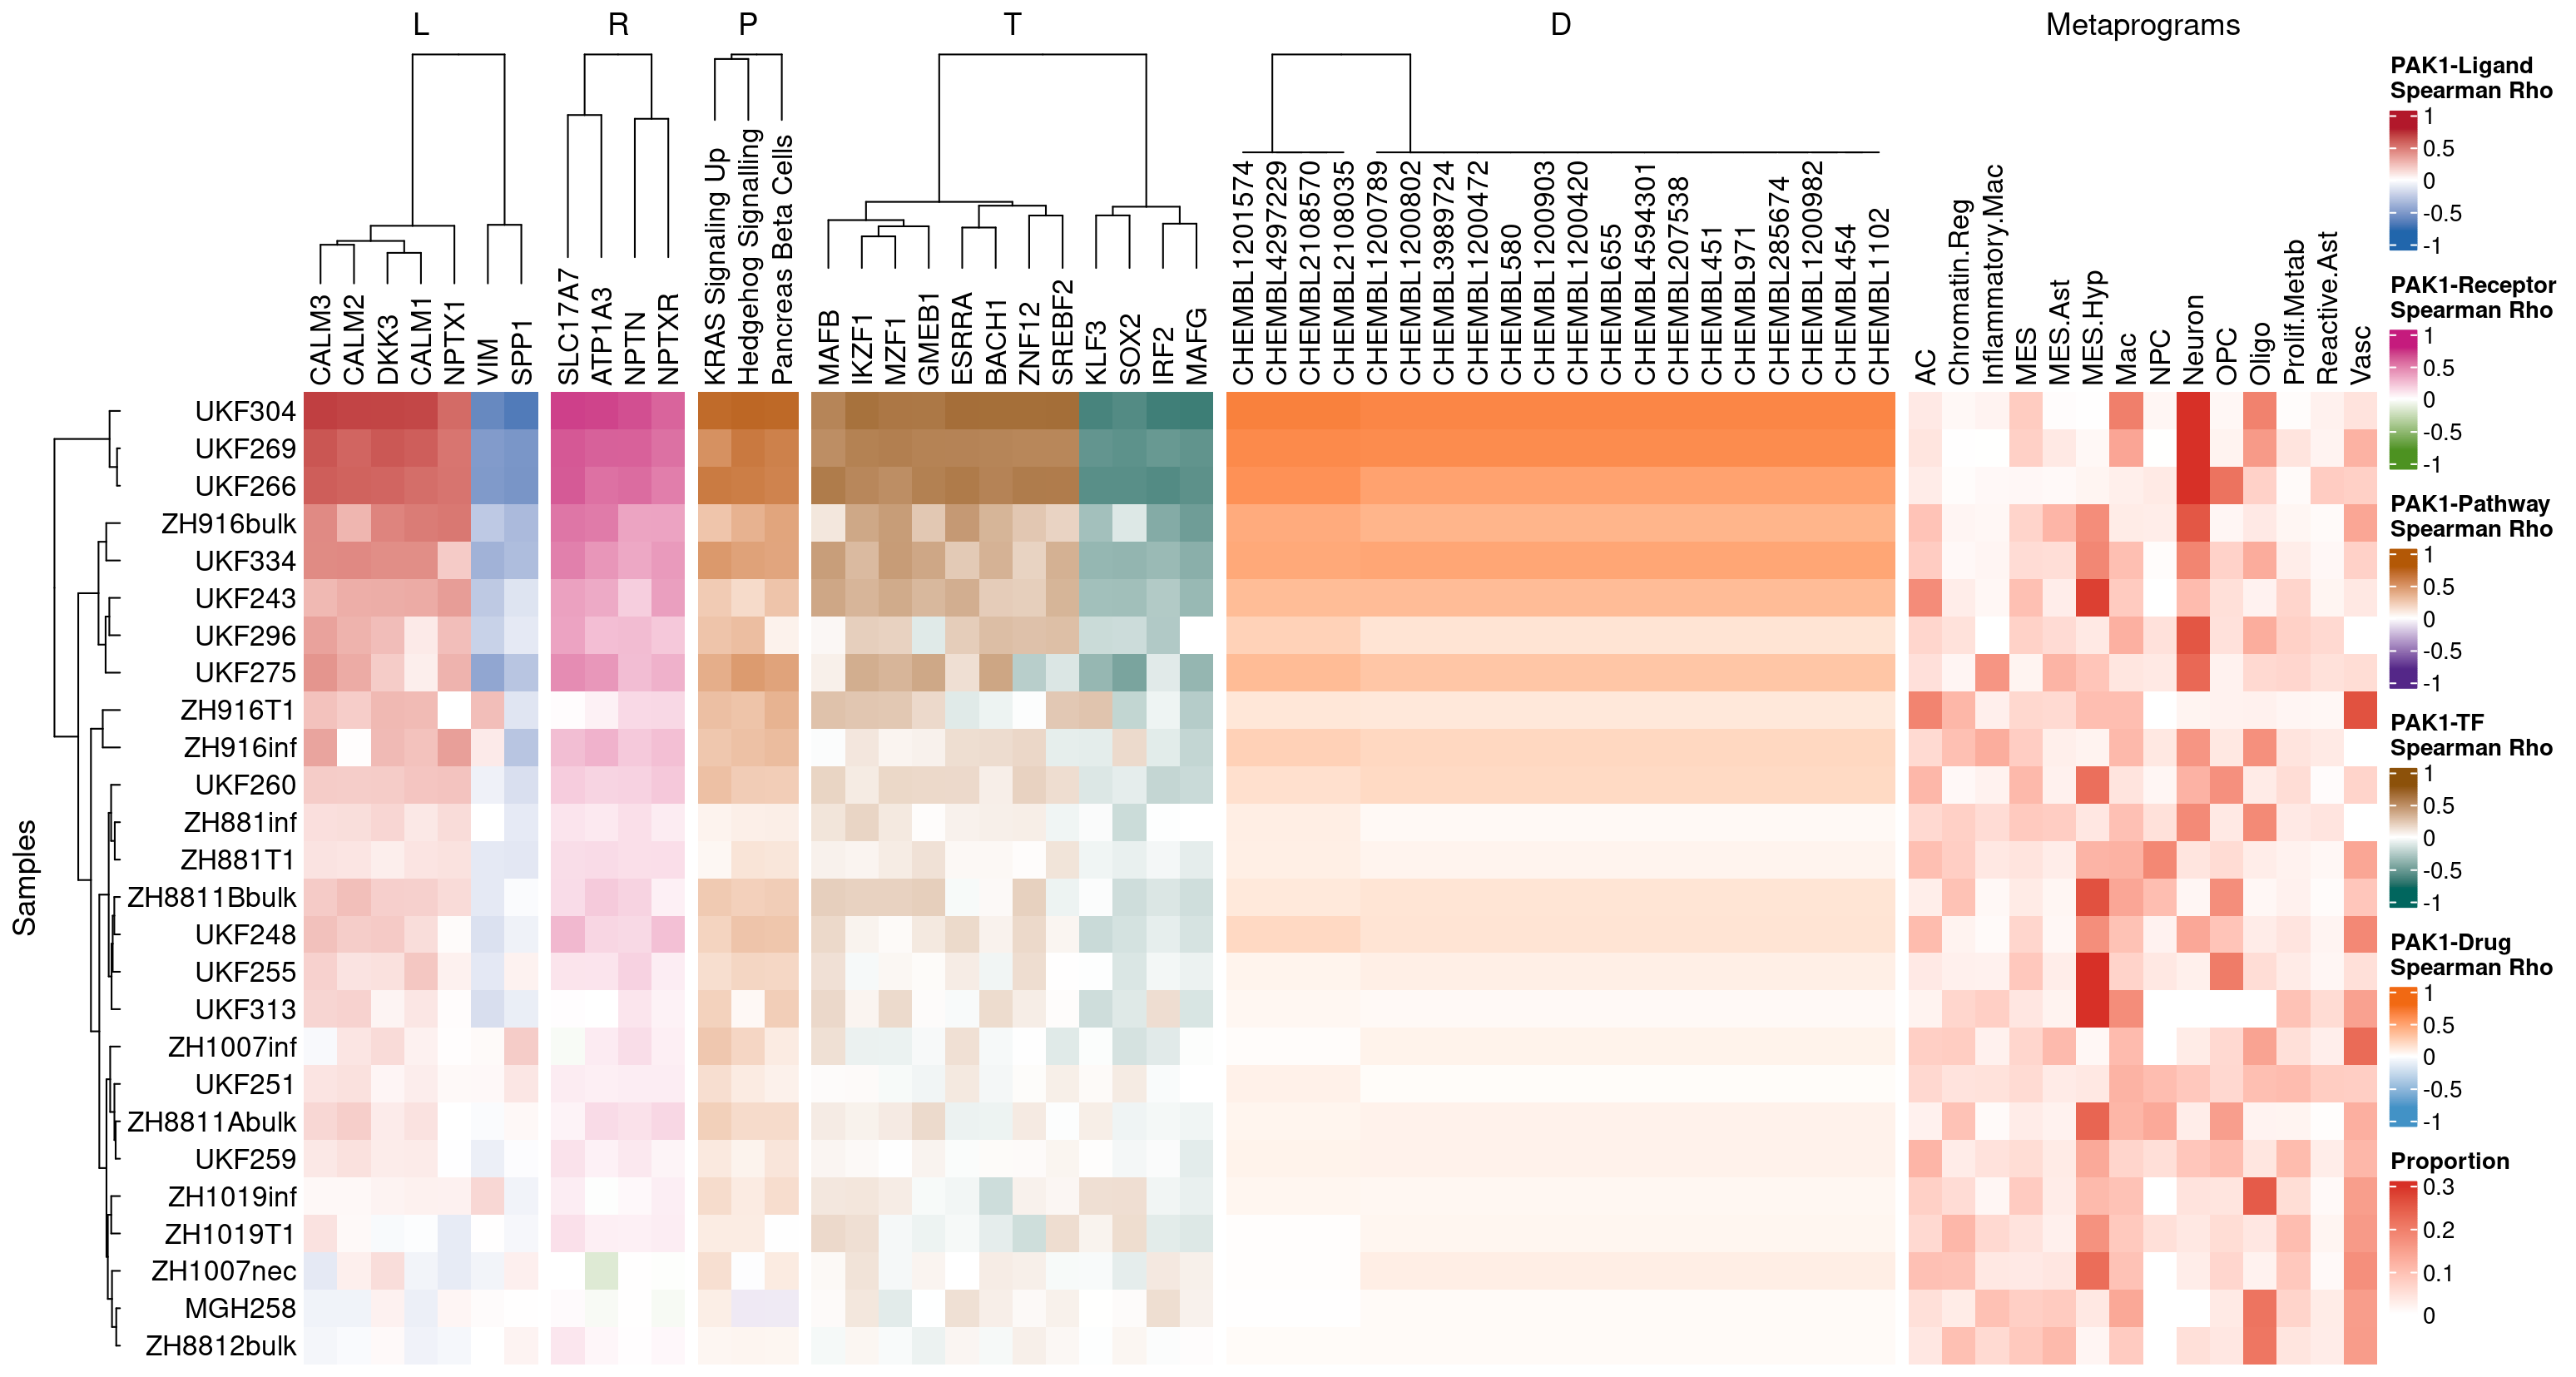 L R P T D Metaprograms
CALM3
CALM2
DKK3
CALM1
NPTX1
VIM
SPP1
SLC17A7
ATP1A3
NPTN
NPTXR
KRAS Signaling Up
Hedgehog Signalling
Pancreas Beta Cells
MAFB
IKZF1
MZF1
GMEB1
ESRRA
BACH1
ZNF12
SREBF2
KLF3
SOX2
IRF2
MAFG
CHEMBL1201574
CHEMBL4297229
CHEMBL2108570
CHEMBL2108035
CHEMBL1200789
CHEMBL1200802
CHEMBL3989724
CHEMBL1200472
CHEMBL580
CHEMBL1200903
CHEMBL1200420
CHEMBL655
CHEMBL4594301
CHEMBL207538
CHEMBL451
CHEMBL971
CHEMBL285674
CHEMBL1200982
CHEMBL454
CHEMBL1102
AC
Chromatin.Reg
Inflammatory.Mac
MES
MES.Ast
MES.Hyp
Mac
NPC
Neuron
OPC
Oligo
Prolif.Metab
Reactive.Ast
Vasc
Samples
UKF304
UKF269
UKF266
ZH916bulk
UKF334
UKF243
UKF296
UKF275
ZH916T1
ZH916inf
UKF260
ZH881inf
ZH881T1
ZH8811Bbulk
UKF248
UKF255
UKF313
ZH1007inf
UKF251
ZH8811Abulk
UKF259
ZH1019inf
ZH1019T1
ZH1007nec
MGH258
ZH8812bulk
PAK1-Ligand
Spearman Rho
1
0.5
0
-0.5
-1
PAK1-Receptor
Spearman Rho
1
0.5
0
-0.5
-1
PAK1-Pathway
Spearman Rho
1
0.5
0
-0.5
-1
PAK1-TF
Spearman Rho
1
0.5
0
-0.5
-1
PAK1-Drug
Spearman Rho
1
0.5
0
-0.5
-1
Proportion
0.3
0.2
0.1
0